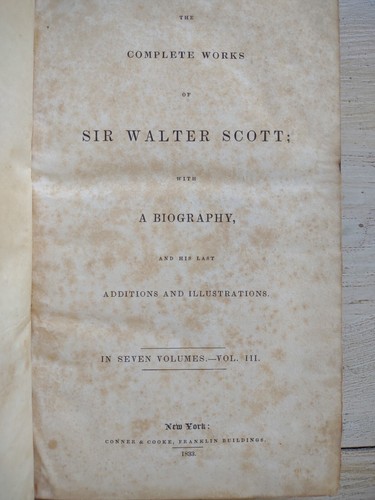 THE
COMPLETE WORKS
OF
SIR WALTER SCOTT;
WITH
A BIOGRAPHY,
AND HIS LAST
ADDITIONS AND ILLUSTRATIONS.
IN SEVEN VOLUMES.—VOL. III.
New York:
CONNER & COOKE, FRANKLIN BUILDINGS.
1833.